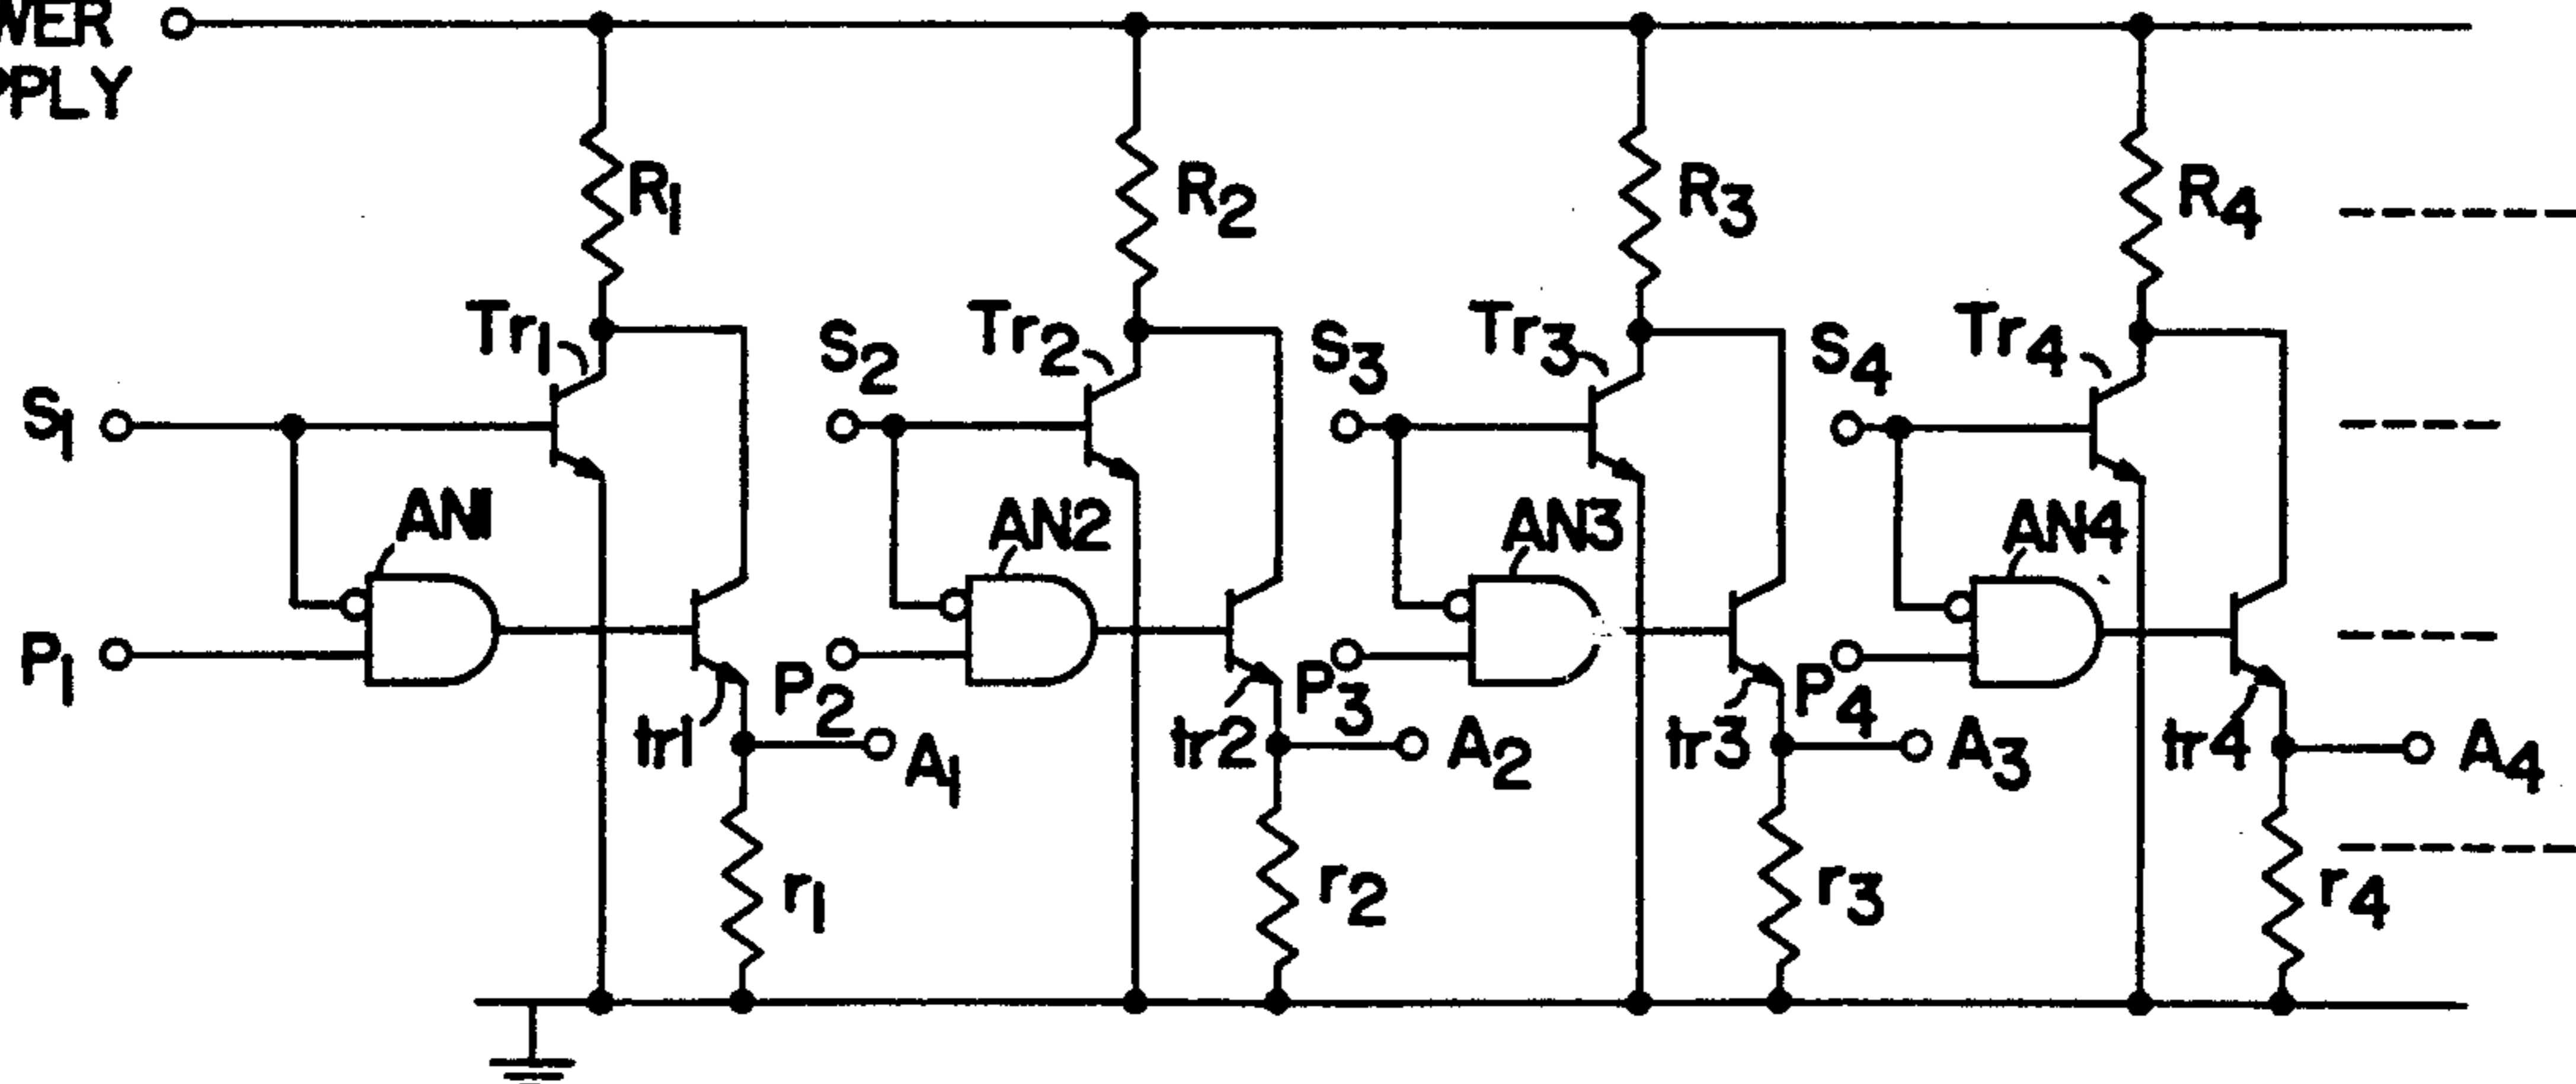 WER
PPLY
R1
R2
R3
R4
Tr1
S2
Tr2
S3
Tr3
S4
Tr4
S1
AN1
AN2
AN3
AN4
P1
tr1
P2
A1
tr2
P3
A2
tr3
P4
A3
tr4
A4
r1
r2
r3
r4